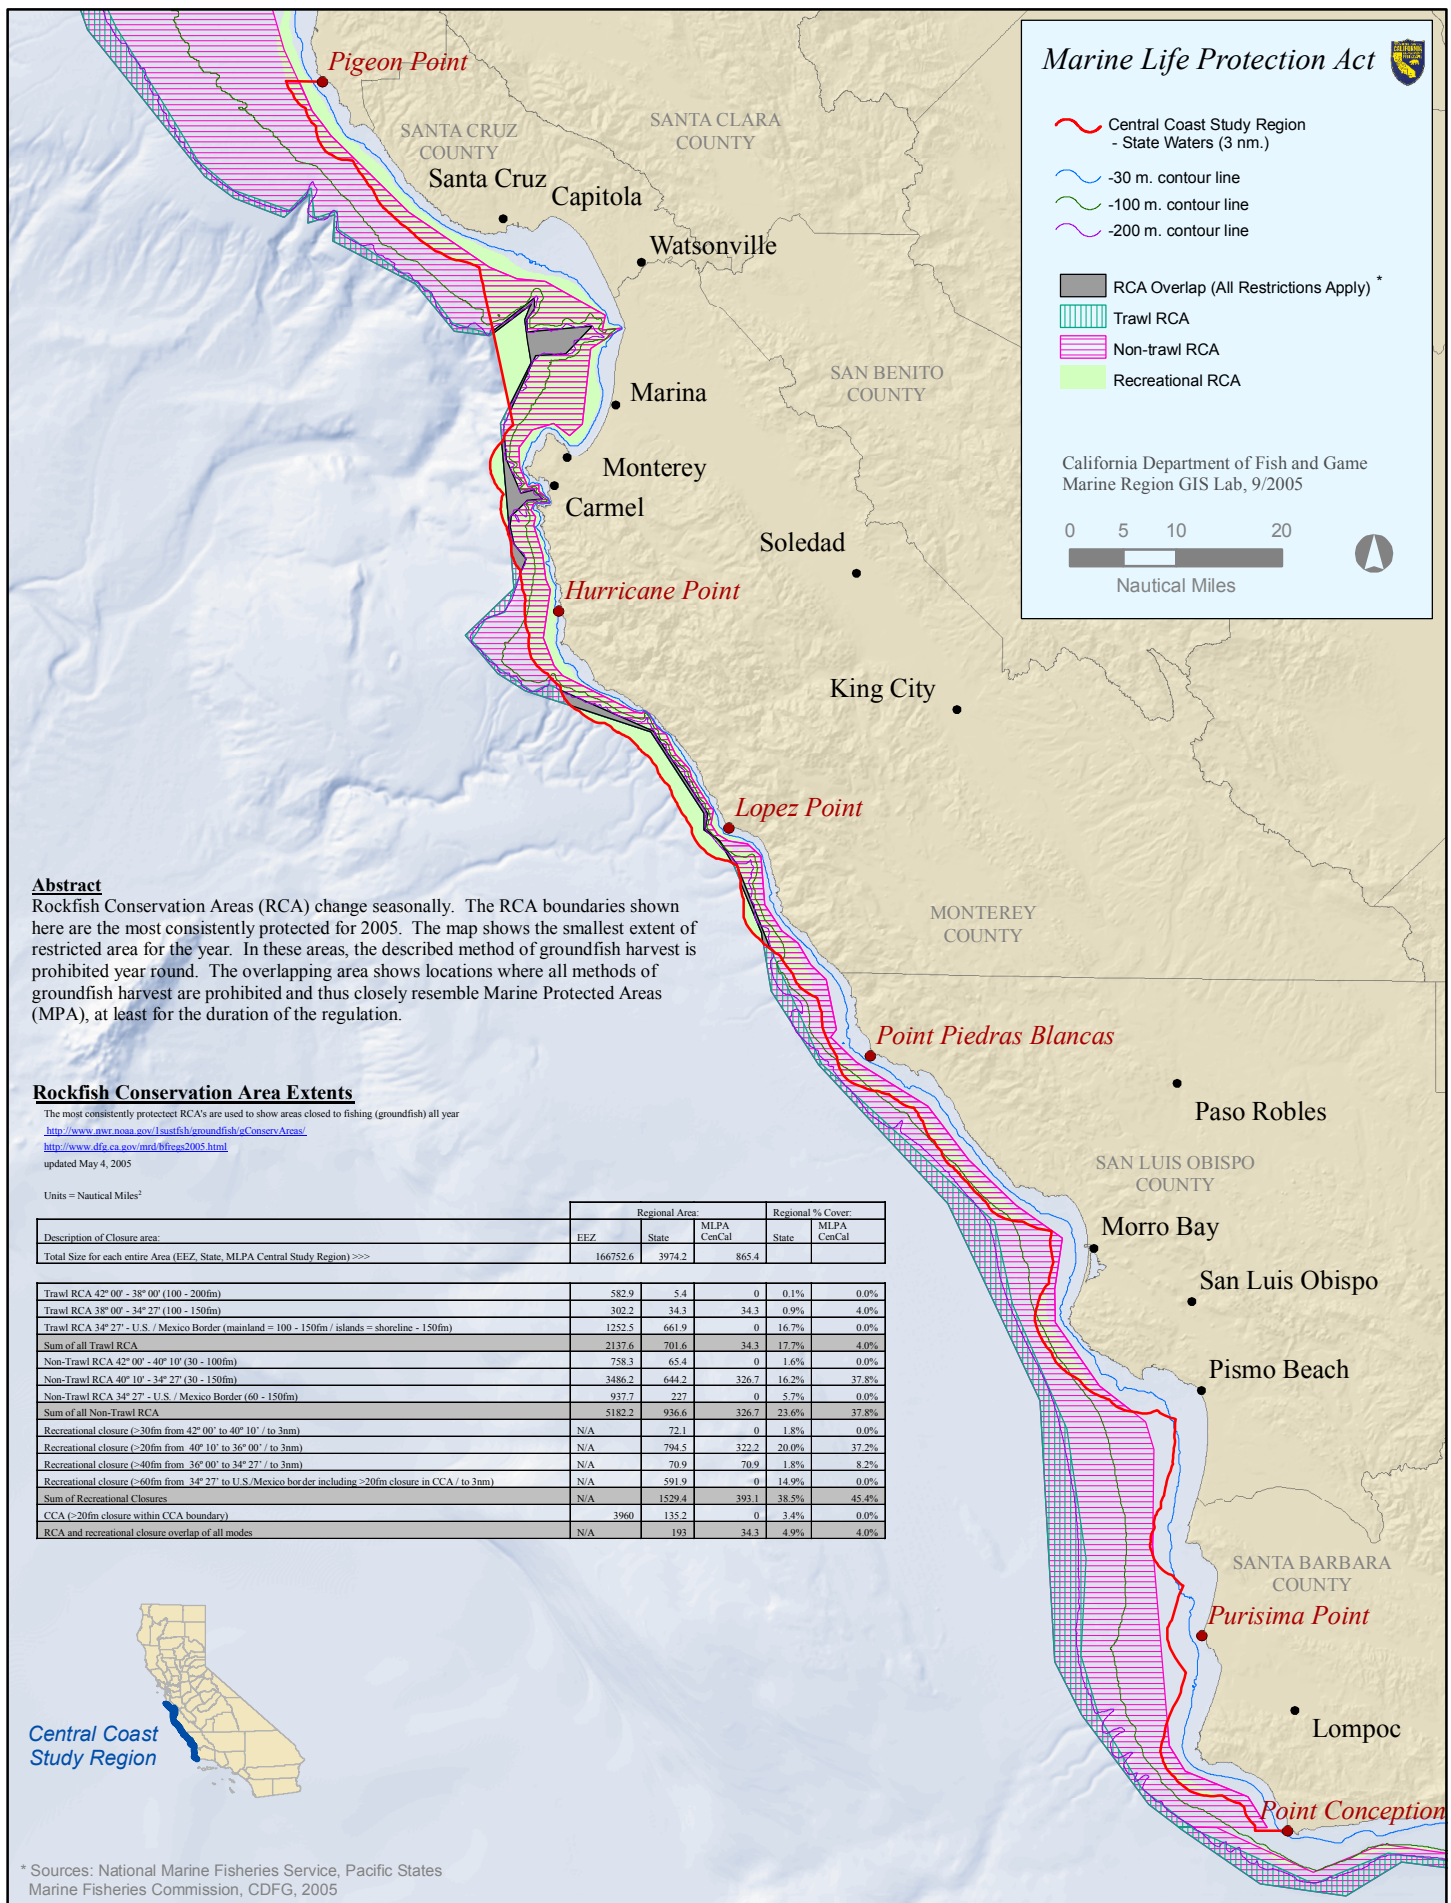 Marine Life Protection Act
Central Coast Study Region
- State Waters (3 nm.)
-30 m. contour line
-100 m. contour line
-200 m. contour line
RCA Overlap (All Restrictions Apply) *
Trawl RCA
Non-trawl RCA
Recreational RCA
California Department of Fish and Game
Marine Region GIS Lab, 9/2005
0 5 10 20
Nautical Miles
Pigeon Point
SANTA CRUZ
COUNTY
SANTA CLARA
COUNTY
Santa Cruz
Capitola
Watsonville
SAN BENITO
COUNTY
Marina
Monterey
Carmel
Soledad
Hurricane Point
King City
Lopez Point
MONTEREY
COUNTY
Point Piedras Blancas
Paso Robles
SAN LUIS OBISPO
COUNTY
Morro Bay
San Luis Obispo
Pismo Beach
SANTA BARBARA
COUNTY
Purisima Point
Lompoc
Point Conception
Abstract
Rockfish Conservation Areas (RCA) change seasonally. The RCA boundaries shown
here are the most consistently protected for 2005. The map shows the smallest extent of
restricted area for the year. In these areas, the described method of groundfish harvest is
prohibited year round. The overlapping area shows locations where all methods of
groundfish harvest are prohibited and thus closely resemble Marine Protected Areas
(MPA), at least for the duration of the regulation.
Rockfish Conservation Area Extents
The most consistently protectect RCA's are used to show areas closed to fishing (groundfish) all year
http://www.nwr.noaa.gov/1sustfsh/groundfish/gConservAreas/
http://www.dfg.ca.gov/mrd/bfregs2005.html
updated May 4, 2005
Units = Nautical Miles²
Regional Area: Regional % Cover:
Description of Closure area: EEZ State MLPA CenCal State MLPA CenCal
Total Size for each entire Area (EEZ, State, MLPA Central Study Region) >>> 166752.6 3974.2 865.4
Trawl RCA 42º 00' - 38º 00' (100 - 200fm) 582.9 5.4 0 0.1% 0.0%
Trawl RCA 38º 00' - 34º 27' (100 - 150fm) 302.2 34.3 34.3 0.9% 4.0%
Trawl RCA 34º 27' - U.S. / Mexico Border (mainland = 100 - 150fm / islands = shoreline - 150fm) 1252.5 661.9 0 16.7% 0.0%
Sum of all Trawl RCA 2137.6 701.6 34.3 17.7% 4.0%
Non-Trawl RCA 42º 00' - 40º 10' (30 - 100fm) 758.3 65.4 0 1.6% 0.0%
Non-Trawl RCA 40º 10' - 34º 27' (30 - 150fm) 3486.2 644.2 326.7 16.2% 37.8%
Non-Trawl RCA 34º 27' - U.S. / Mexico Border (60 - 150fm) 937.7 227 0 5.7% 0.0%
Sum of all Non-Trawl RCA 5182.2 936.6 326.7 23.6% 37.8%
Recreational closure (>30fm from 42º 00' to 40º 10' / to 3nm) N/A 72.1 0 1.8% 0.0%
Recreational closure (>20fm from 40º 10' to 36º 00' / to 3nm) N/A 794.5 322.2 20.0% 37.2%
Recreational closure (>40fm from 36º 00' to 34º 27' / to 3nm) N/A 70.9 70.9 1.8% 8.2%
Recreational closure (>60fm from 34º 27' to U.S./Mexico border including >20fm closure in CCA / to 3nm) N/A 591.9 0 14.9% 0.0%
Sum of Recreational Closures N/A 1529.4 393.1 38.5% 45.4%
CCA (>20fm closure within CCA boundary) 3960 135.2 0 3.4% 0.0%
RCA and recreational closure overlap of all modes N/A 193 34.3 4.9% 4.0%
Central Coast
Study Region
* Sources: National Marine Fisheries Service, Pacific States
Marine Fisheries Commission, CDFG, 2005